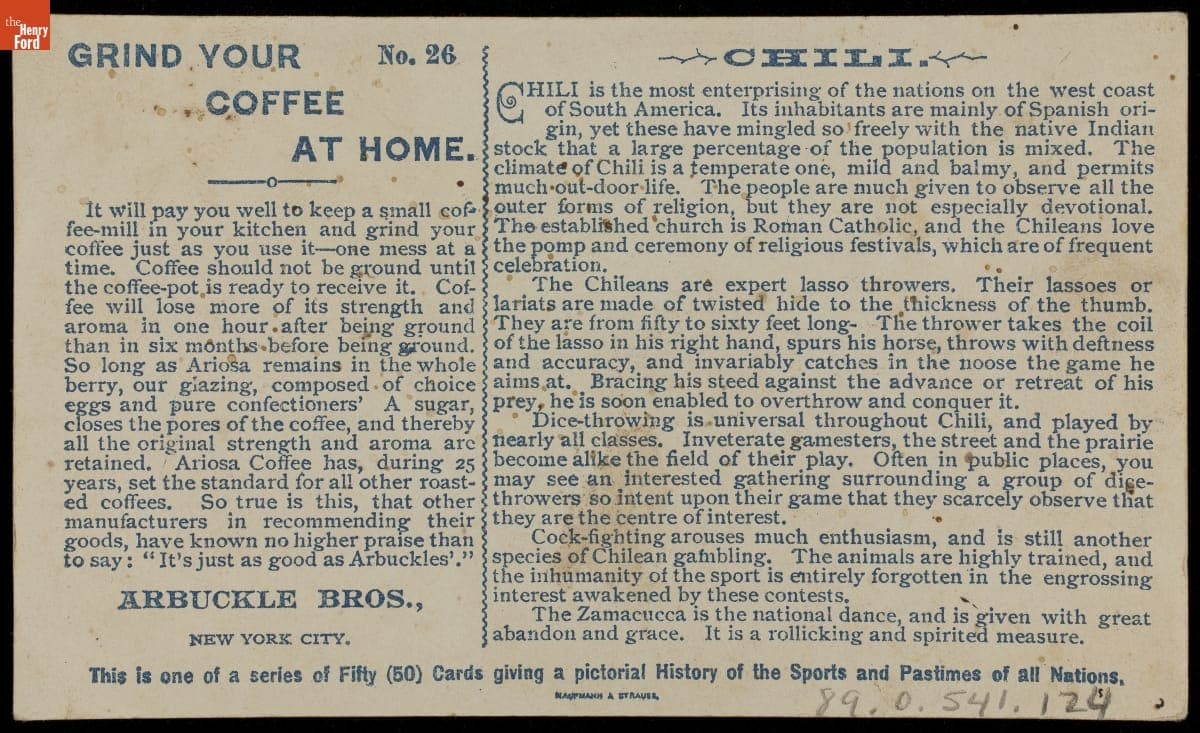 the
Henry
Ford
GRIND YOUR No. 26
COFFEE
AT HOME.
It will pay you well to keep a small cof-
fee-mill in your kitchen and grind your
coffee just as you use it—one mess at a
time. Coffee should not be ground until
the coffee-pot is ready to receive it. Cof-
fee will lose more of its strength and
aroma in one hour after being ground
than in six months before being ground.
So long as Ariosa remains in the whole
berry, our glazing, composed of choice
eggs and pure confectioners' A sugar,
closes the pores of the coffee, and thereby
all the original strength and aroma are
retained. Ariosa Coffee has, during 25
years, set the standard for all other roast-
ed coffees. So true is this, that other
manufacturers in recommending their
goods, have known no higher praise than
to say: "It's just as good as Arbuckles'."
ARBUCKLE BROS.,
NEW YORK CITY.
CHILI.
CHILI is the most enterprising of the nations on the west coast
of South America. Its inhabitants are mainly of Spanish ori-
gin, yet these have mingled so freely with the native Indian
stock that a large percentage of the population is mixed. The
climate of Chili is a temperate one, mild and balmy, and permits
much out-door life. The people are much given to observe all the
outer forms of religion, but they are not especially devotional.
The established church is Roman Catholic, and the Chileans love
the pomp and ceremony of religious festivals, which are of frequent
celebration.
The Chileans are expert lasso throwers. Their lassoes or
lariats are made of twisted hide to the thickness of the thumb.
They are from fifty to sixty feet long- The thrower takes the coil
of the lasso in his right hand, spurs his horse, throws with deftness
and accuracy, and invariably catches in the noose the game he
aims at. Bracing his steed against the advance or retreat of his
prey, he is soon enabled to overthrow and conquer it.
Dice-throwing is universal throughout Chili, and played by
nearly all classes. Inveterate gamesters, the street and the prairie
become alike the field of their play. Often in public places, you
may see an interested gathering surrounding a group of dice-
throwers so intent upon their game that they scarcely observe that
they are the centre of interest.
Cock-fighting arouses much enthusiasm, and is still another
species of Chilean gambling. The animals are highly trained, and
the inhumanity of the sport is entirely forgotten in the engrossing
interest awakened by these contests.
The Zamacucca is the national dance, and is given with great
abandon and grace. It is a rollicking and spirited measure.
This is one of a series of Fifty (50) Cards giving a pictorial History of the Sports and Pastimes of all Nations.
KAUFMANN & STRAUSS.
89.0.541.124